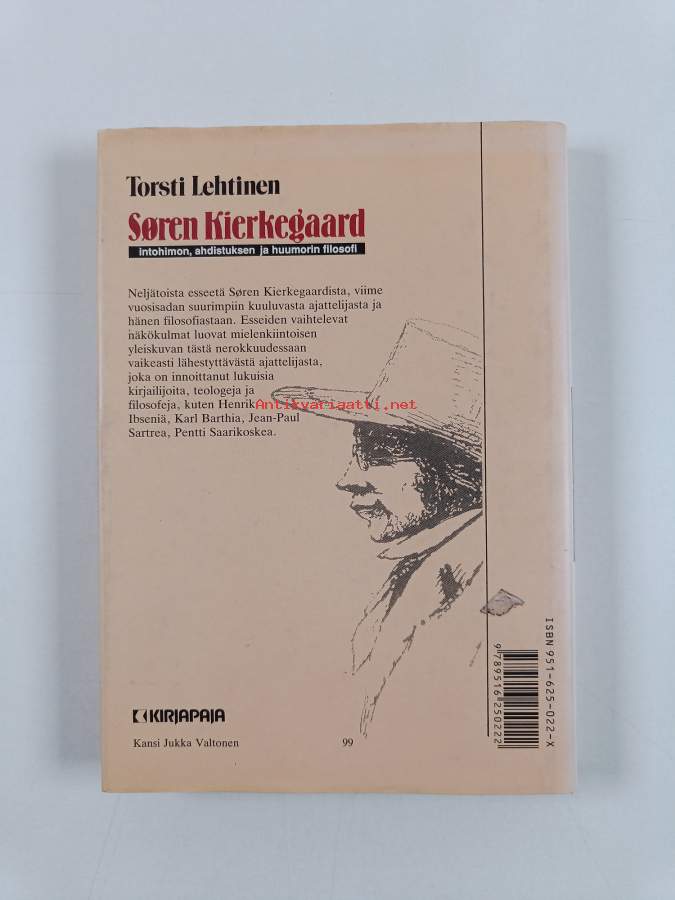 Torsti Lehtinen
Søren Kierkegaard
intohimon, ahdistuksen ja huumorin filosofi
Neljätoista esseetä Søren Kierkegaardista, viime
vuosisadan suurimpiin kuuluvasta ajattelijasta ja
hänen filosofiastaan. Esseiden vaihtelevat
näkökulmat luovat mielenkiintoisen
yleiskuvan tästä nerokkuudessaan
vaikeasti lähestyttävästä ajattelijasta,
joka on innoittanut lukuisia
kirjailijoita, teologeja ja
filosofeja, kuten Henrik
Antikvariaatti.net
Ibseniä, Karl Barthia, Jean-Paul
Sartrea, Pentti Saarikoskea.
KIRJAPAJA
Kansi Jukka Valtonen 99
ISBN 951-625-022-X
9789516250222